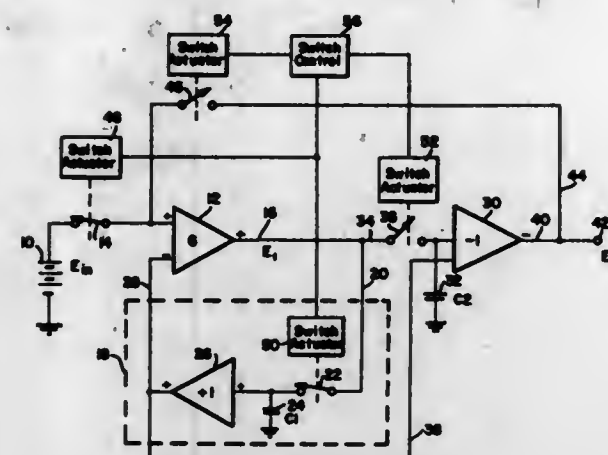 54
56
Switch
Actuator
Switch
Control
46
Switch
Actuator
48
52
Switch
Actuator
44
12
30
10
14
+
G
+
16
34
36
-1
-
40
42
Ein
E1
20
32
C2
28
-
18
Switch
Actuator
50
26
22
+
+1
+
24
C1
38